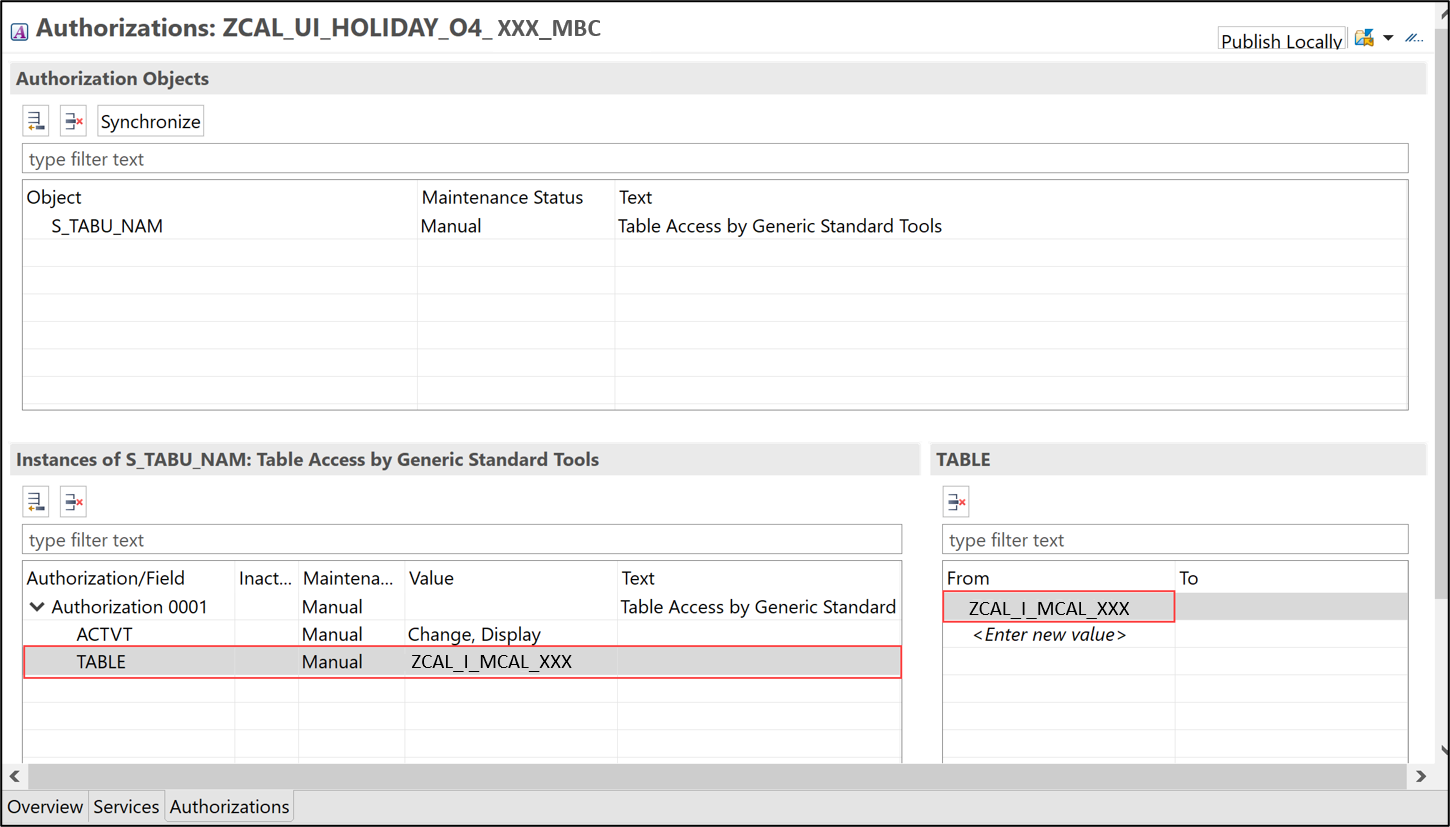 Authorizations: ZCAL_UI_HOLIDAY_O4_ XXX_MBC
Publish Locally
Authorization Objects
Synchronize
type filter text
Object Maintenance Status Text
S_TABU_NAM Manual Table Access by Generic Standard Tools
Instances of S_TABU_NAM: Table Access by Generic Standard Tools
type filter text
Authorization/Field Inact... Maintena... Value Text
Authorization 0001 Manual Table Access by Generic Standard
ACTVT Manual Change, Display
TABLE Manual ZCAL_I_MCAL_XXX
TABLE
type filter text
From To
ZCAL_I_MCAL_XXX
<Enter new value>
Overview Services Authorizations